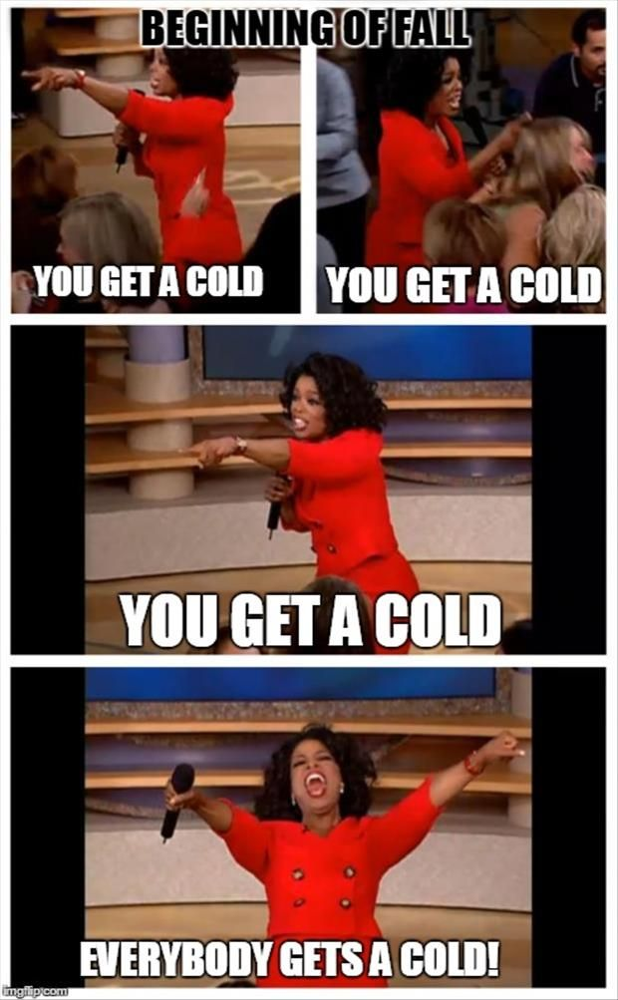 BEGINNING OF FALL
YOU GET A COLD
YOU GET A COLD
YOU GET A COLD
EVERYBODY GETS A COLD!
imgflip.com